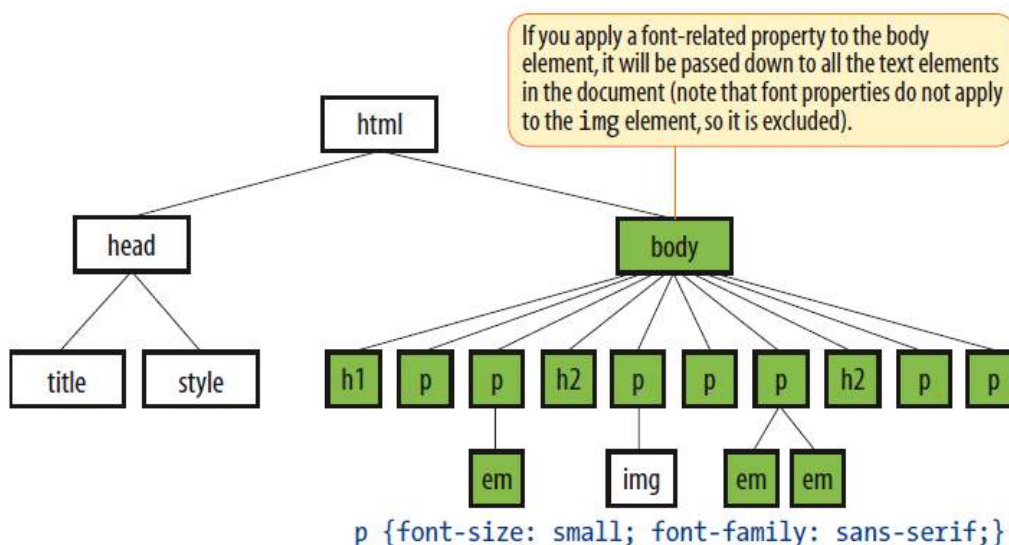 If you apply a font-related property to the body
element, it will be passed down to all the text elements
in the document (note that font properties do not apply
to the img element, so it is excluded).
html
head
body
title
style
h1
p
p
h2
p
p
p
h2
p
p
em
img
em
em
p {font-size: small; font-family: sans-serif;}